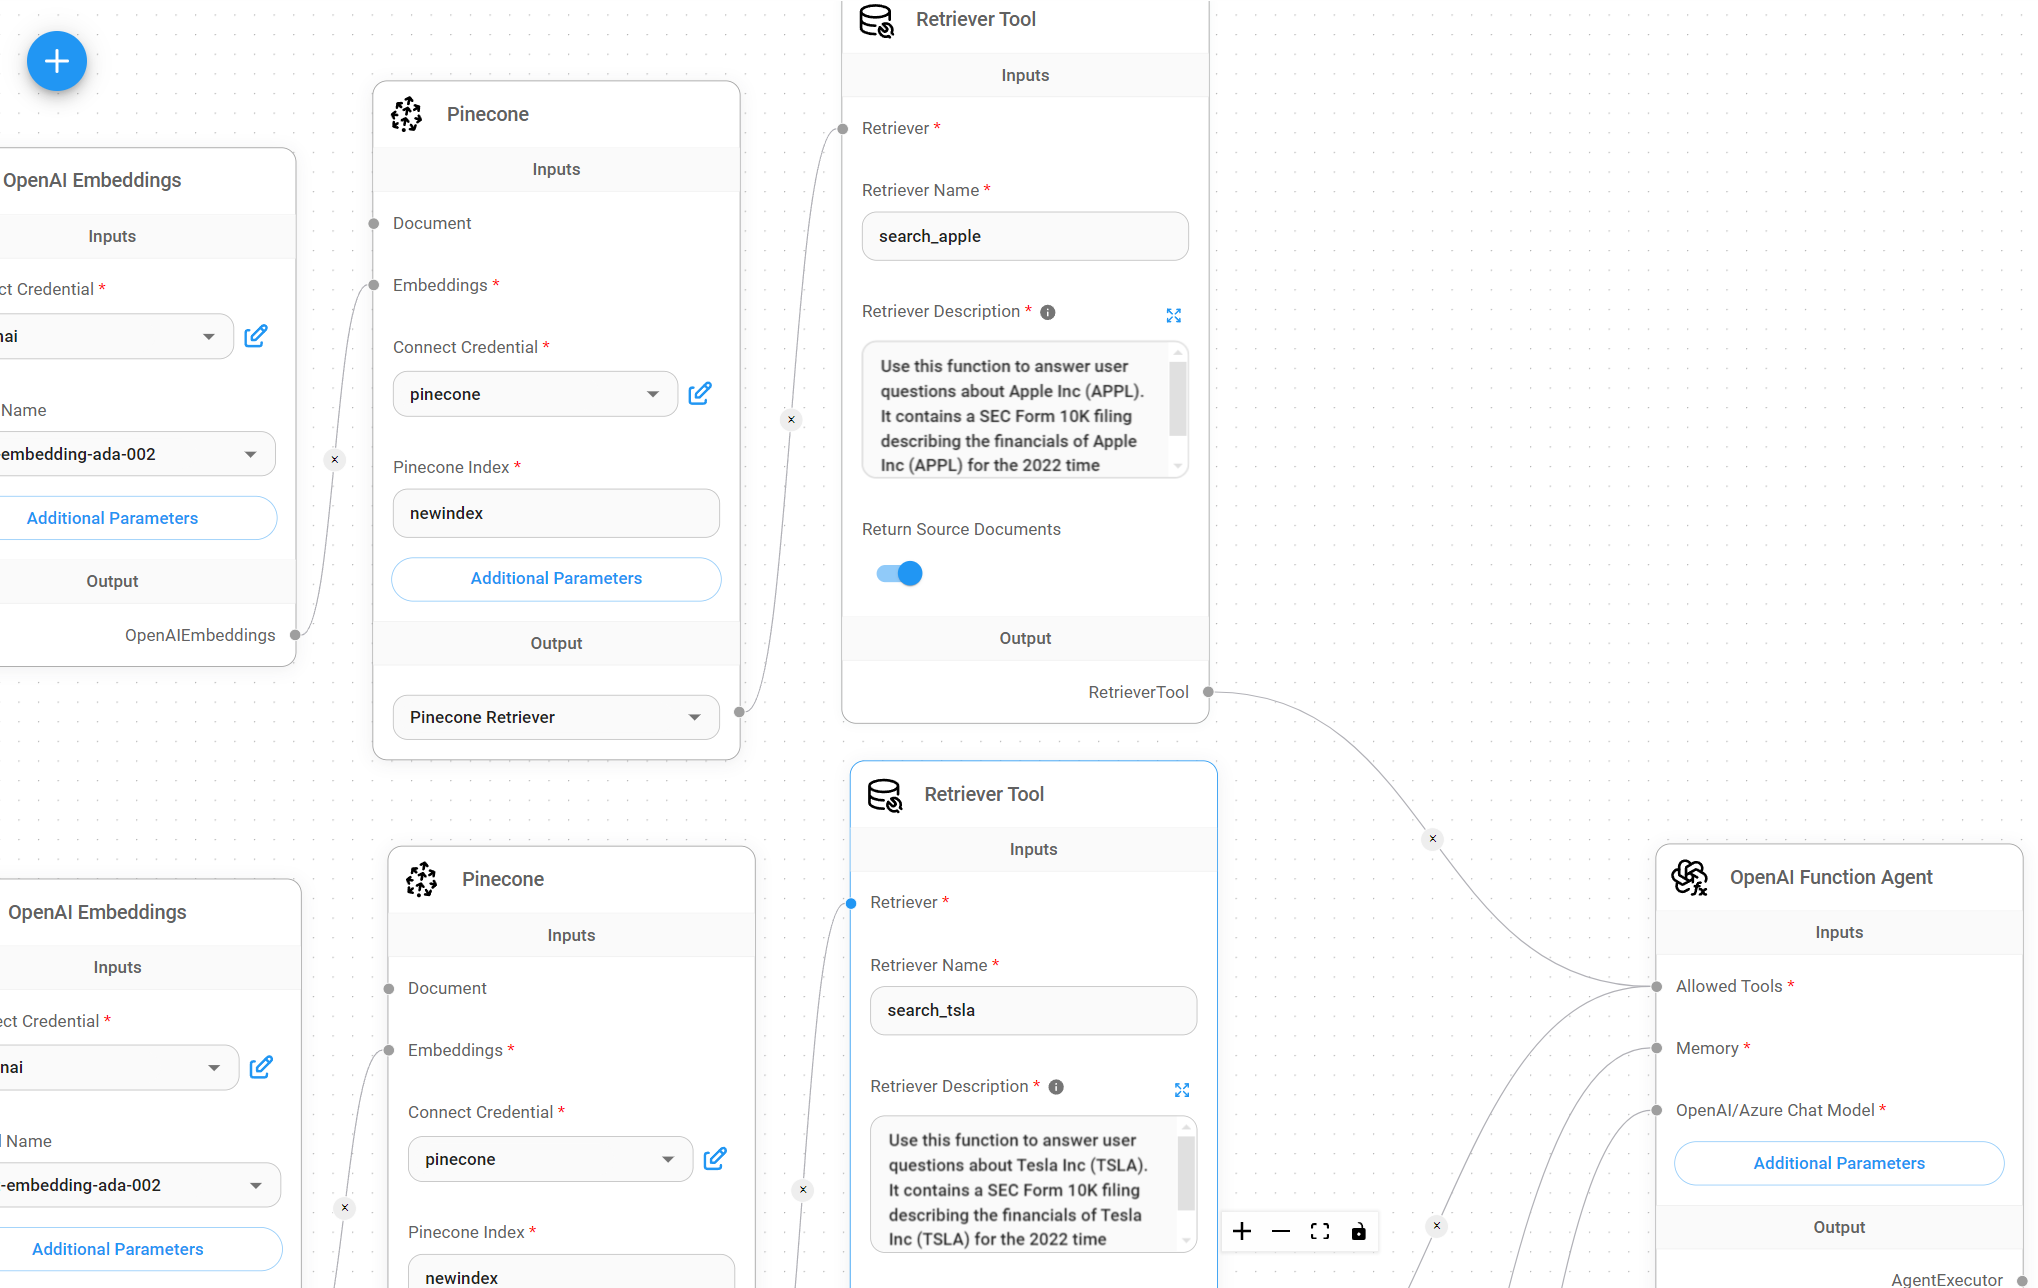 OpenAI Embeddings
Inputs
ct Credential *
nai
Name
embedding-ada-002
Additional Parameters
Output
OpenAIEmbeddings
Pinecone
Inputs
Document
Embeddings *
Connect Credential *
pinecone
Pinecone Index *
newindex
Additional Parameters
Output
Pinecone Retriever
Retriever Tool
Inputs
Retriever *
Retriever Name *
search_apple
Retriever Description *
Use this function to answer user
questions about Apple Inc (APPL).
It contains a SEC Form 10K filing
describing the financials of Apple
Inc (APPL) for the 2022 time
Return Source Documents
Output
RetrieverTool
OpenAI Embeddings
Inputs
ect Credential *
nai
l Name
-embedding-ada-002
Additional Parameters
Pinecone
Inputs
Document
Embeddings *
Connect Credential *
pinecone
Pinecone Index *
newindex
Retriever Tool
Inputs
Retriever *
Retriever Name *
search_tsla
Retriever Description *
Use this function to answer user
questions about Tesla Inc (TSLA).
It contains a SEC Form 10K filing
describing the financials of Tesla
Inc (TSLA) for the 2022 time
OpenAI Function Agent
Inputs
Allowed Tools *
Memory *
OpenAI/Azure Chat Model *
Additional Parameters
Output
AgentExecutor